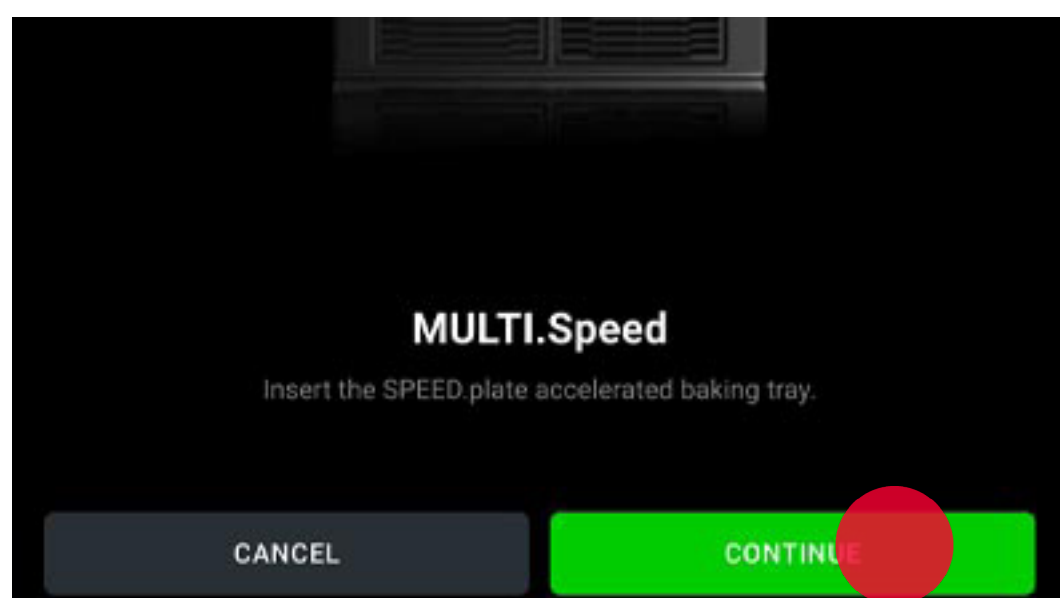 MULTI.Speed
Insert the SPEED.plate accelerated baking tray.
CANCEL
CONTINUE